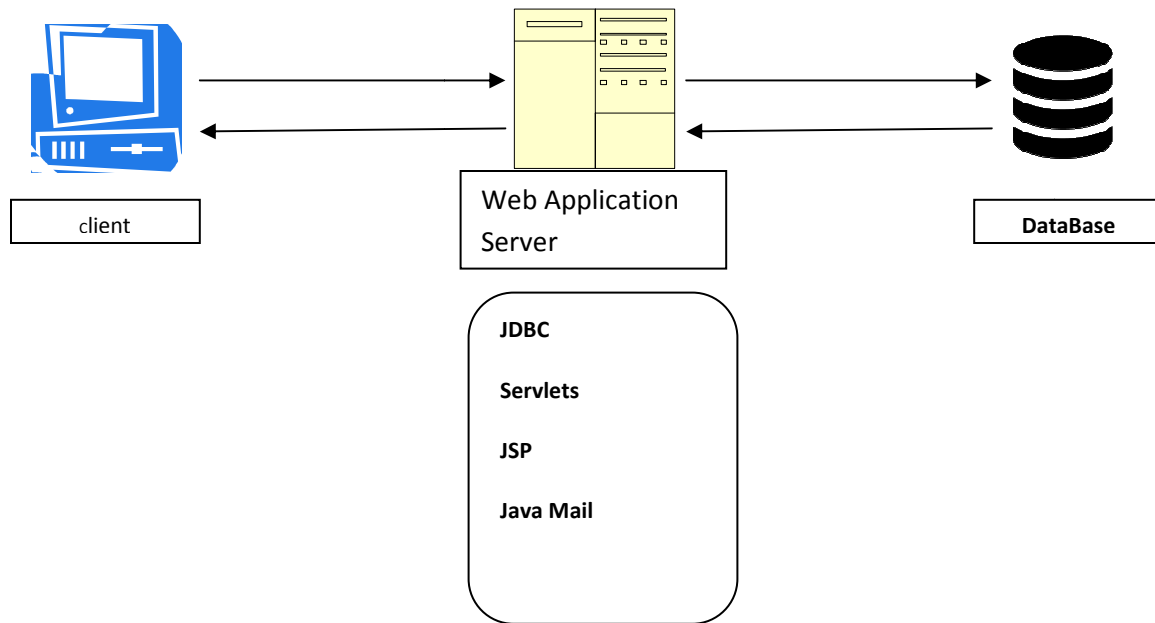 client
Web Application
Server
DataBase
JDBC
Servlets
JSP
Java Mail